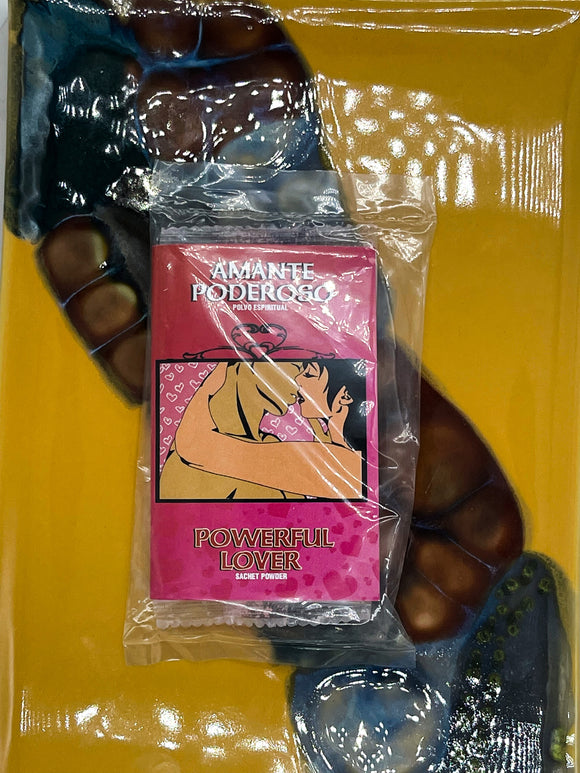 AMANTE
PODEROSO
POLVO ESPIRITUAL
POWERFUL
LOVER
SACHET POWDER